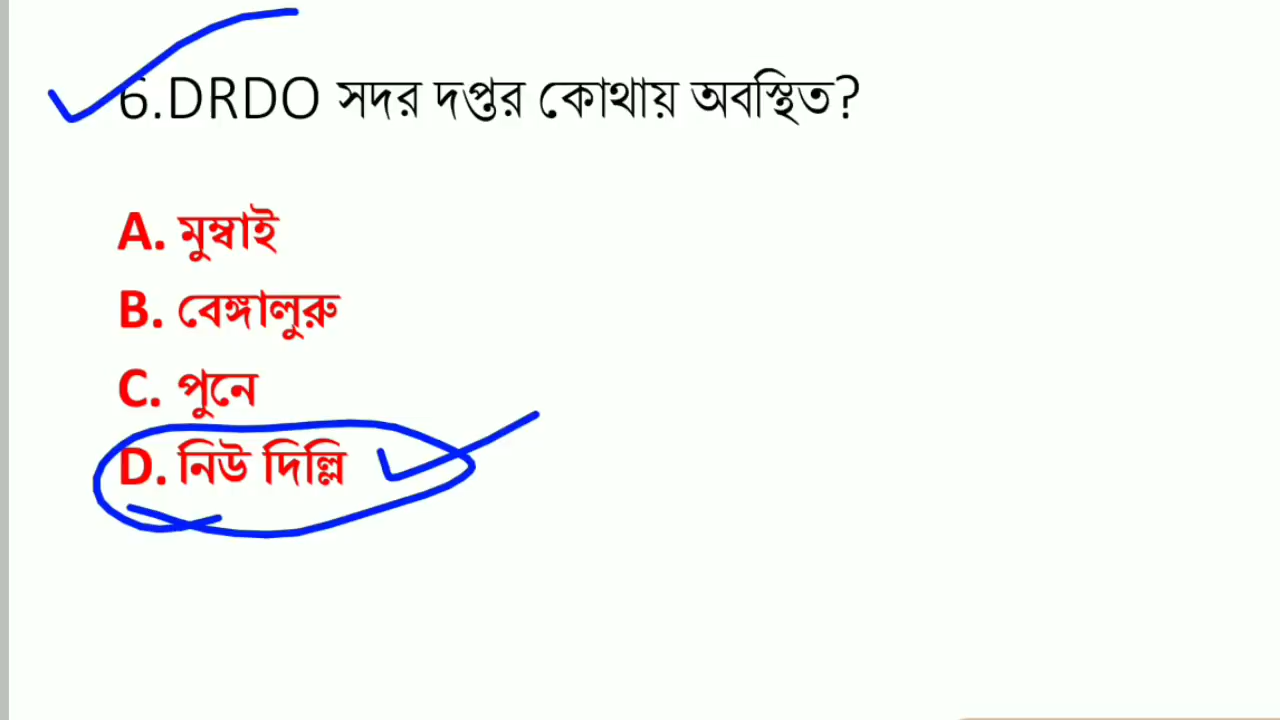 6.DRDO সদর দপ্তর কোথায় অবস্থিত?
A. মুম্বাই
B. বেঙ্গালুরু
C. পুনে
D. নিউ দিল্লি